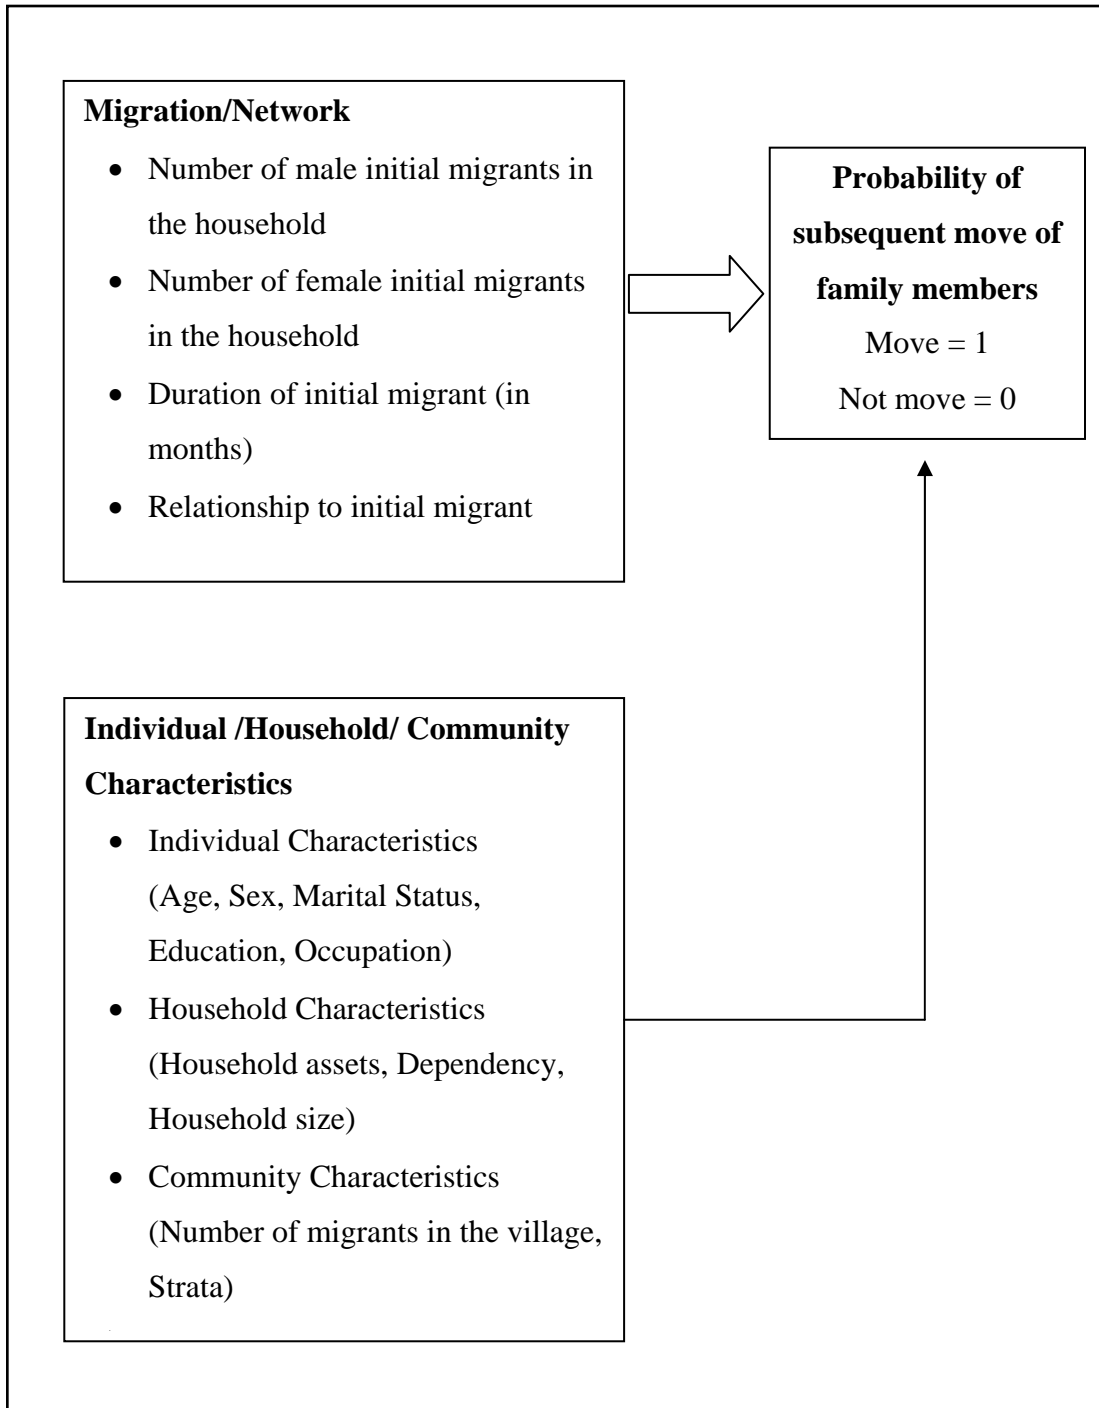 Migration/Network
• Number of male initial migrants in
the household
• Number of female initial migrants
in the household
• Duration of initial migrant (in
months)
• Relationship to initial migrant
Probability of
subsequent move of
family members
Move = 1
Not move = 0
Individual /Household/ Community
Characteristics
• Individual Characteristics
(Age, Sex, Marital Status,
Education, Occupation)
• Household Characteristics
(Household assets, Dependency,
Household size)
• Community Characteristics
(Number of migrants in the village,
Strata)